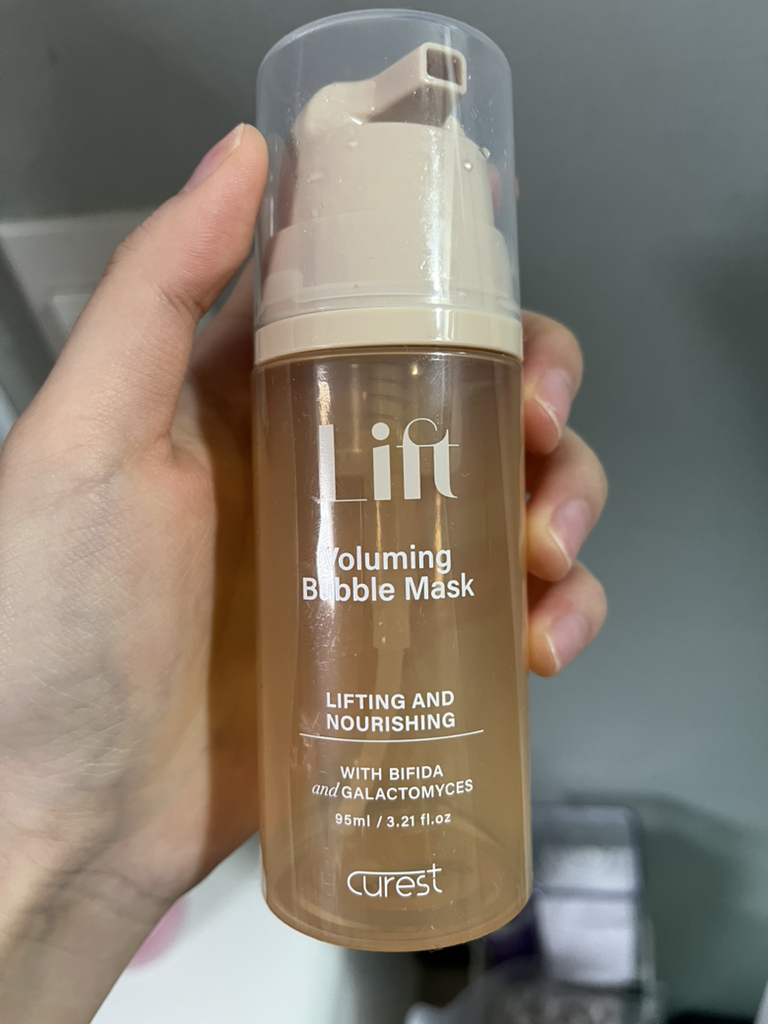 Lift
Voluming
Bubble Mask
LIFTING AND
NOURISHING
WITH BIFIDA
and GALACTOMYCES
95ml / 3.21 fl.oz
curest